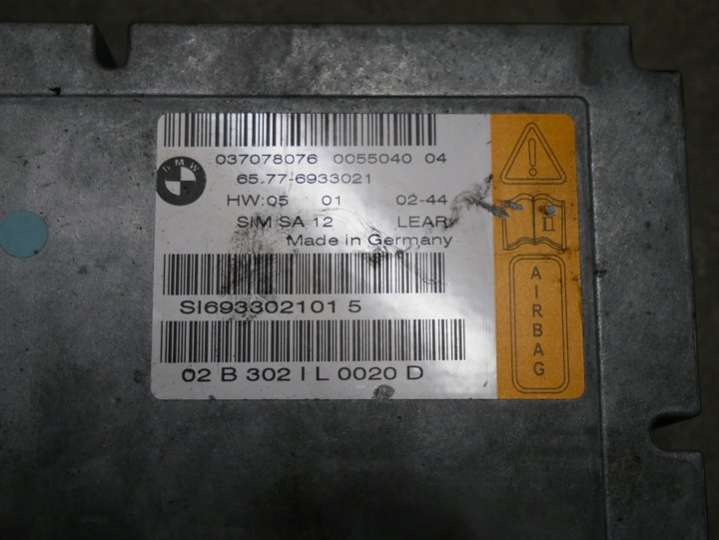 037078076 0055040 04
BMW
65.77-6933021
HW:05 01 02-44
SIM SA 12 LEAR
Made in Germany
SI693302101 5
02 B 302 I L 0020 D
AIRBAG